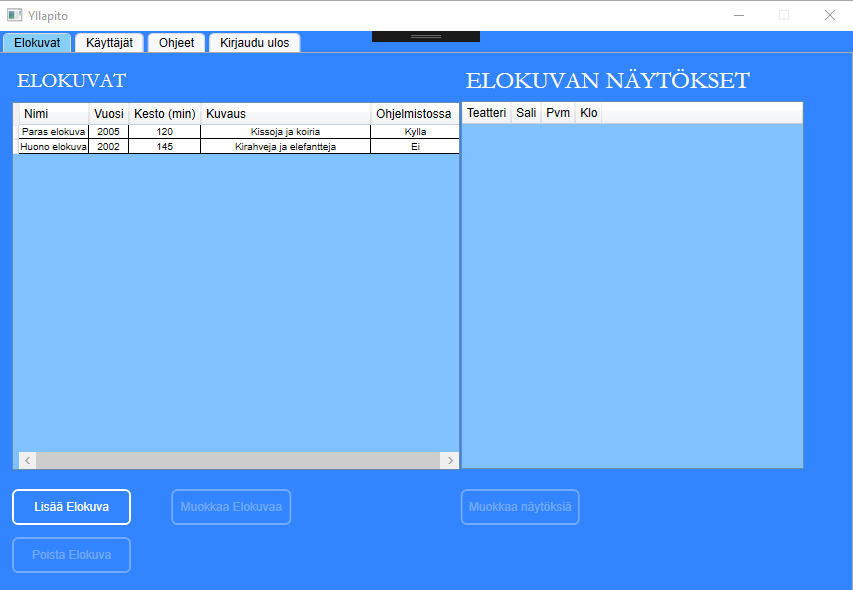 Yllapito
Elokuvat Käyttäjät Ohjeet Kirjaudu ulos
ELOKUVAT
Nimi Vuosi Kesto (min) Kuvaus Ohjelmistossa
Paras elokuva 2005 120 Kissoja ja koiria Kylla
Huono elokuva 2002 145 Kirahveja ja elefantteja Ei
ELOKUVAN NÄYTÖKSET
Teatteri Sali Pvm Klo
Lisää Elokuva Muokkaa Elokuvaa Muokkaa näytöksiä
Poista Elokuva